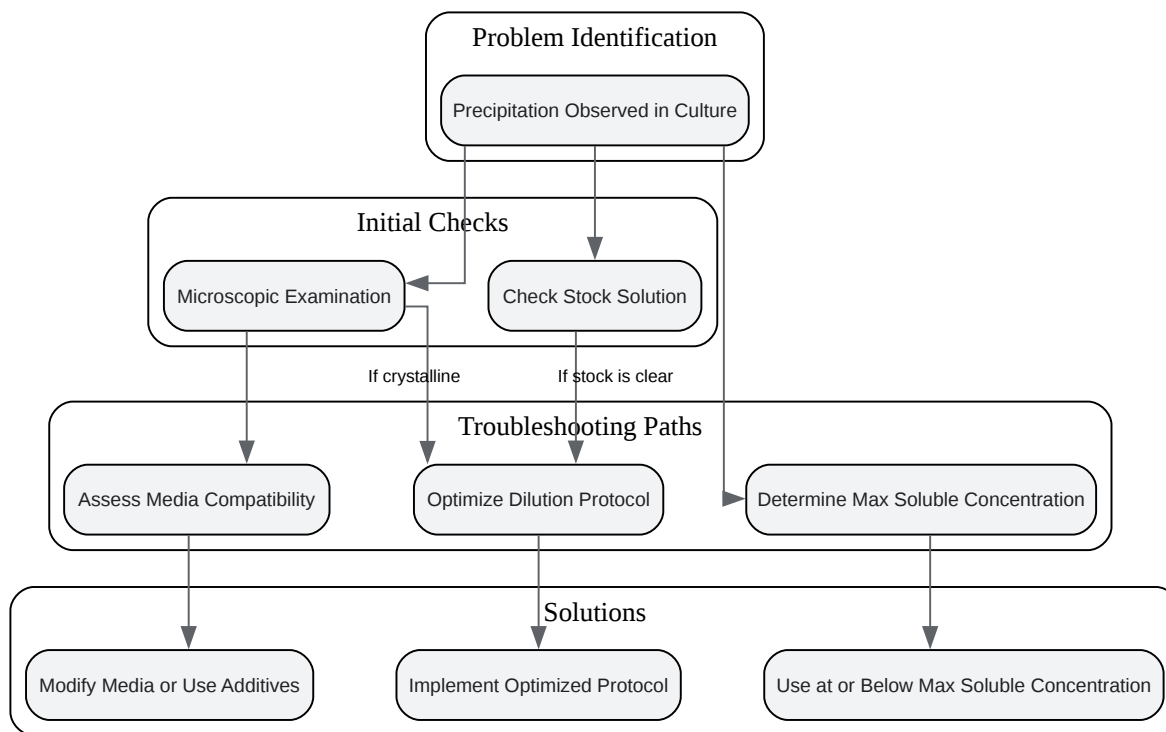 Problem Identification
Precipitation Observed in Culture
Initial Checks
Microscopic Examination
Check Stock Solution
If crystalline
If stock is clear
Troubleshooting Paths
Assess Media Compatibility
Optimize Dilution Protocol
Determine Max Soluble Concentration
Solutions
Modify Media or Use Additives
Implement Optimized Protocol
Use at or Below Max Soluble Concentration